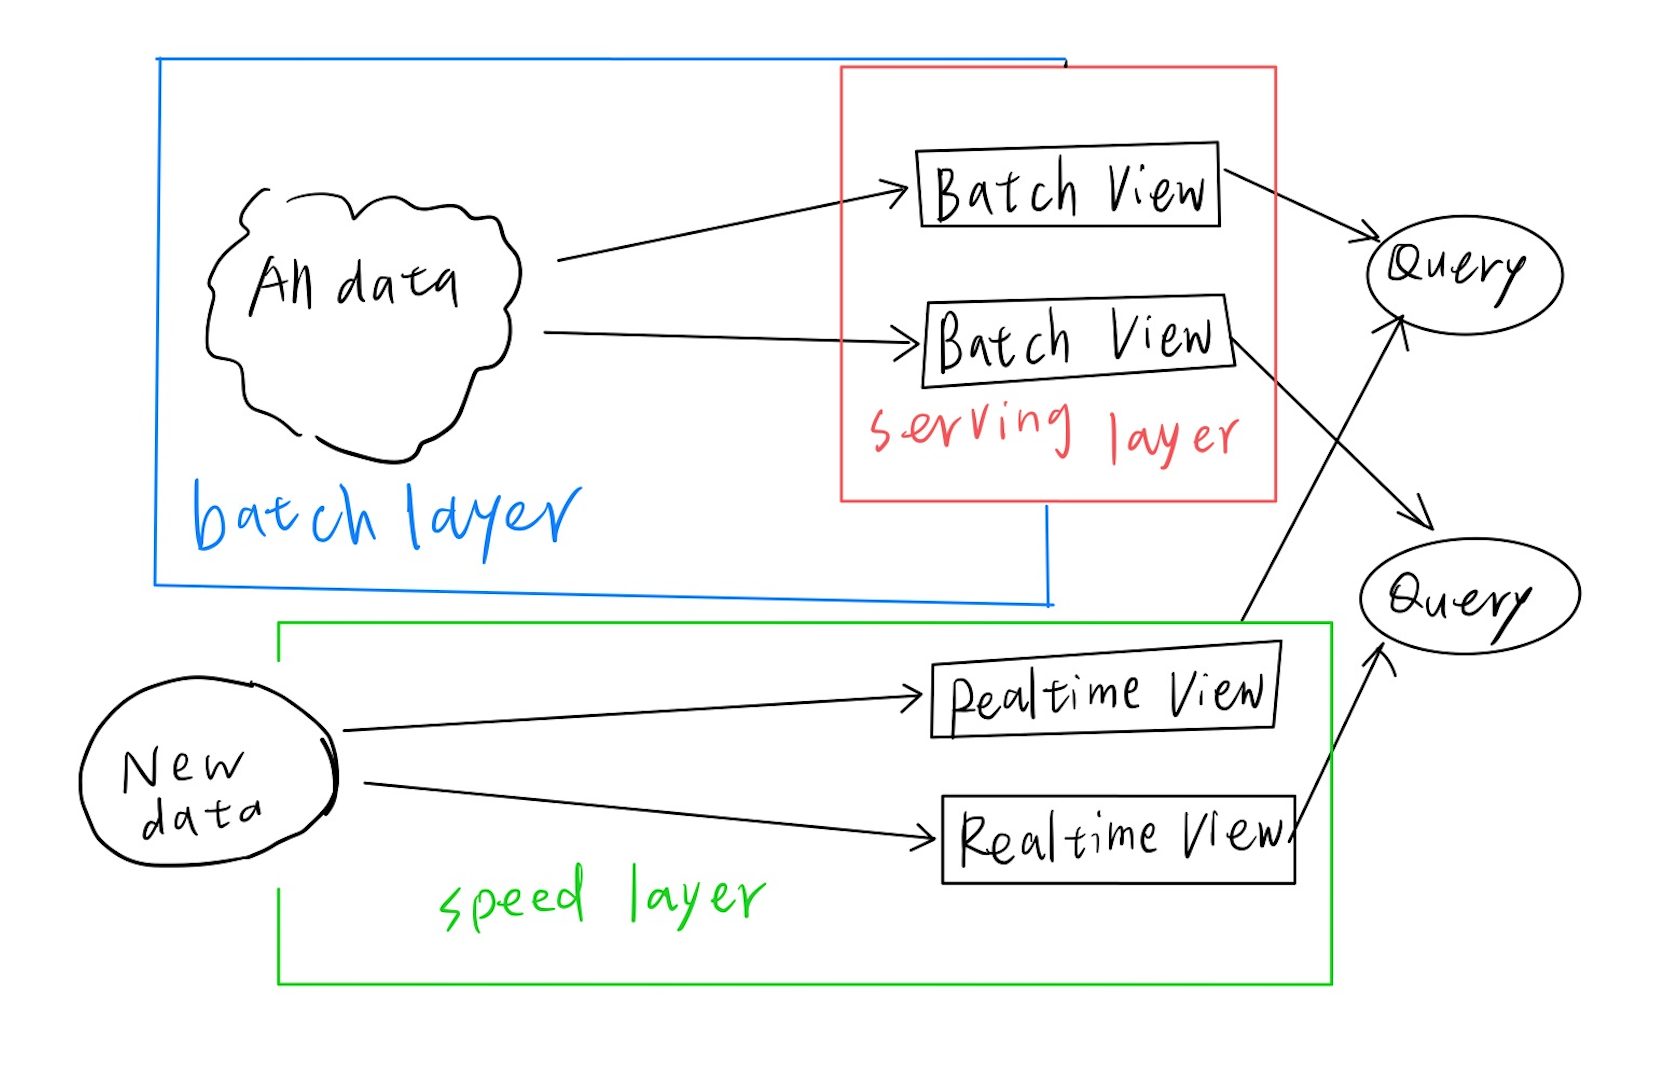 All data
batch layer
Batch View
Batch View
serving layer
Query
Query
New
data
speed layer
Realtime View
Realtime View